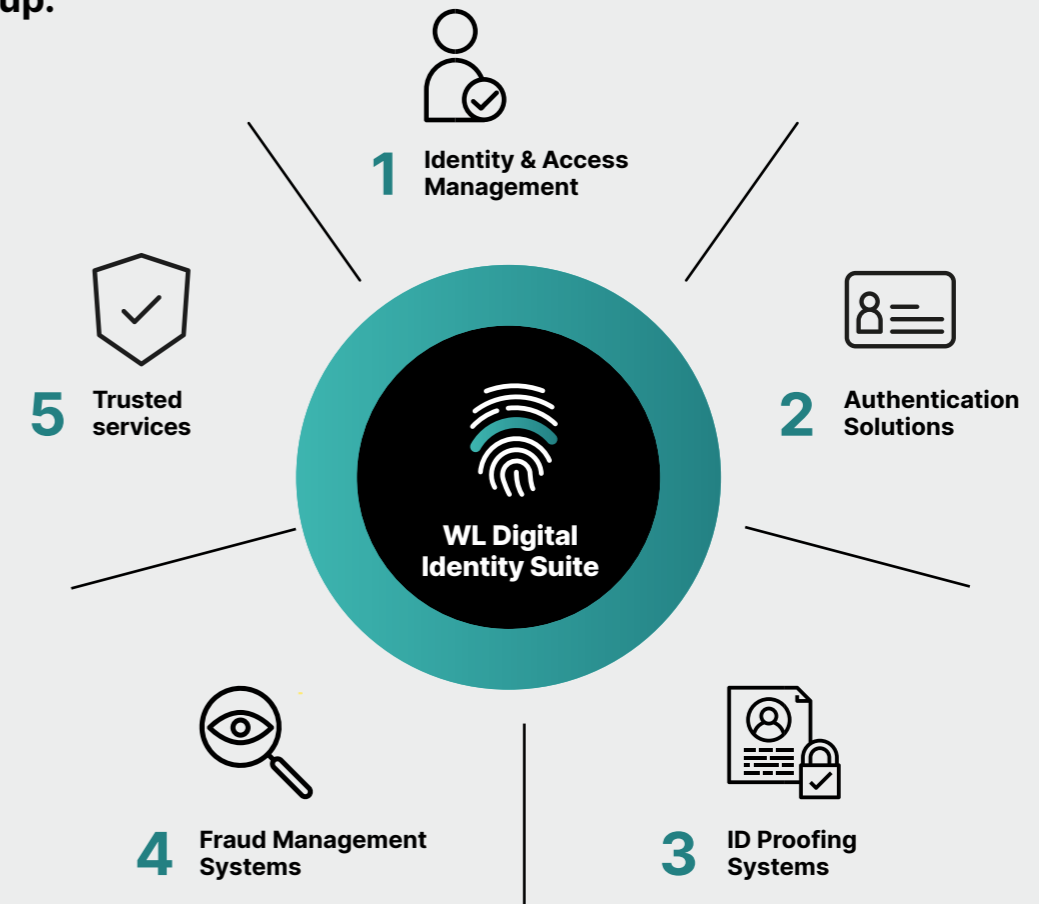 up.
1
Identity & Access
Management
2
Authentication
Solutions
3
ID Proofing
Systems
4
Fraud Management
Systems
5
Trusted
services
WL Digital
Identity Suite